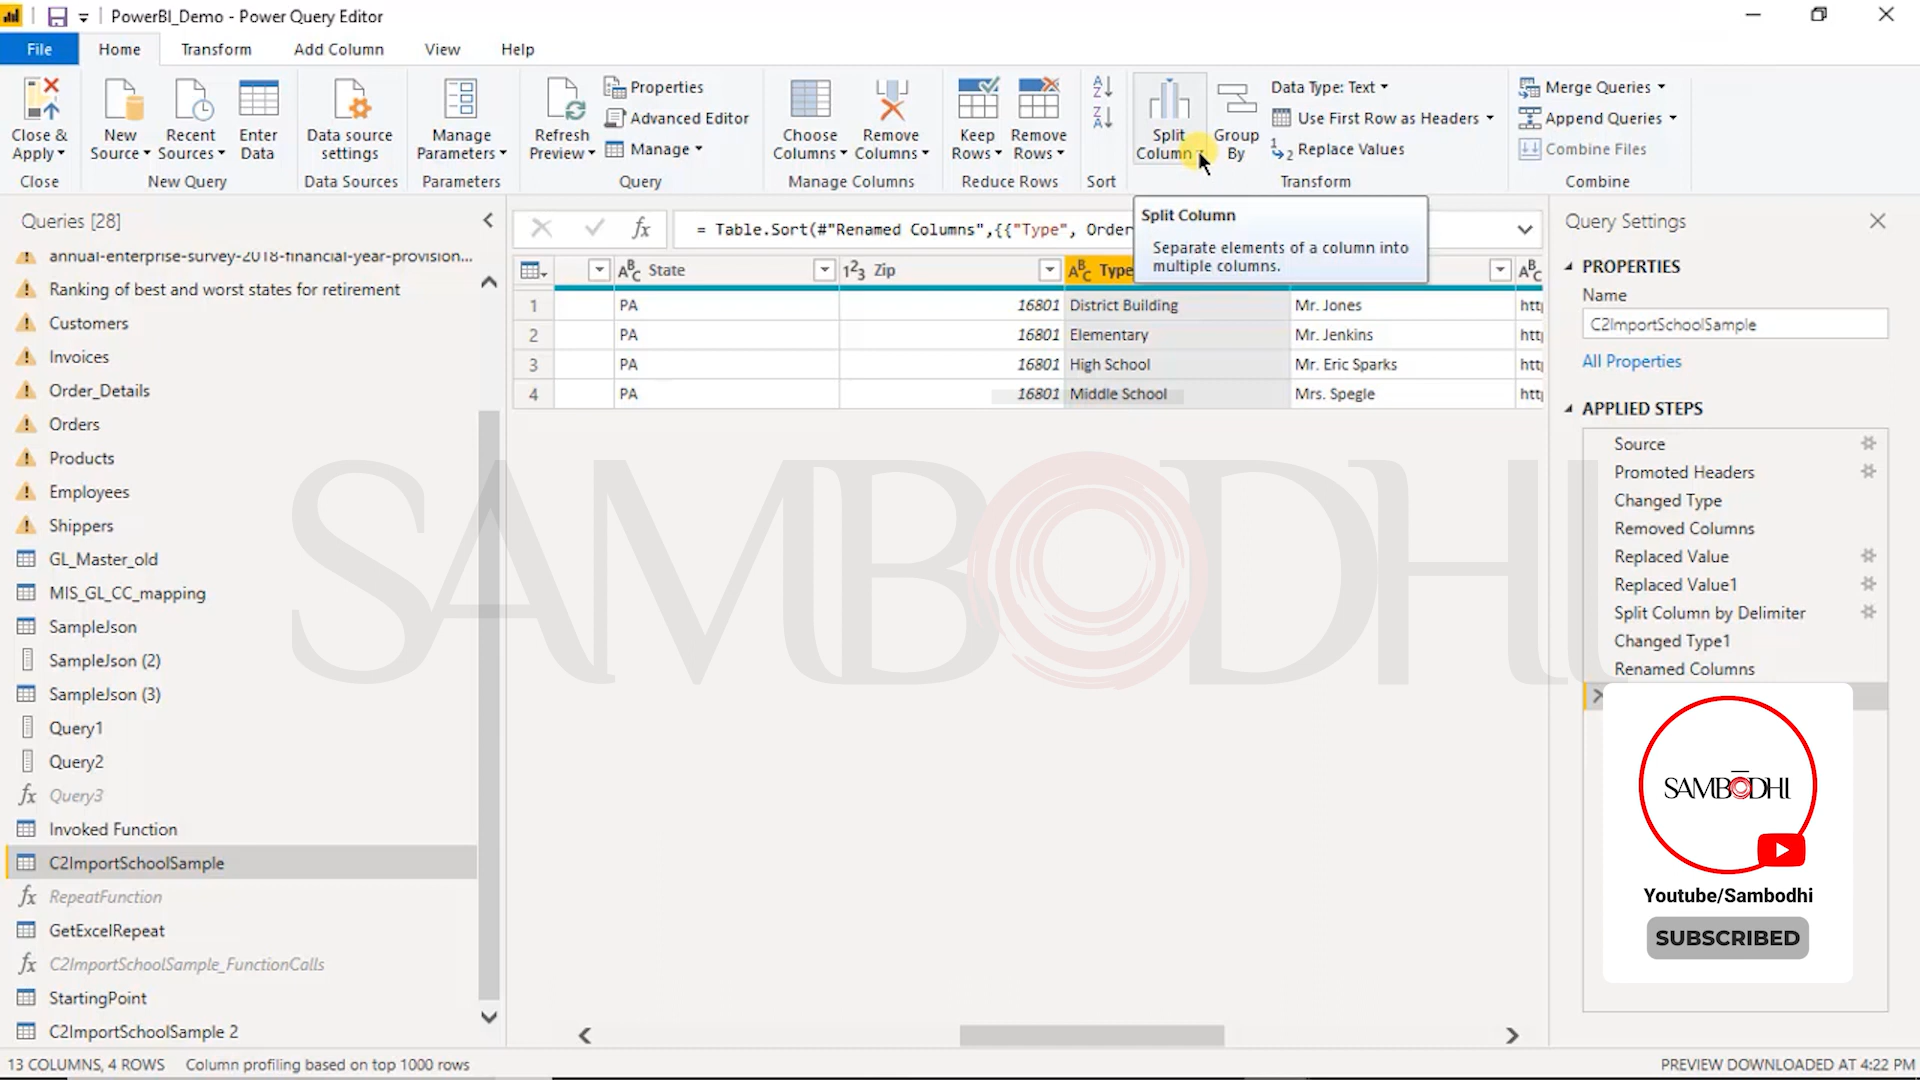 PowerBI_Demo - Power Query Editor
File Home Transform Add Column View Help
Close & Apply
New Source
Recent Sources
Enter Data
Data source settings
Manage Parameters
Refresh Preview
Properties
Advanced Editor
Manage
Choose Columns
Remove Columns
Keep Rows
Remove Rows
Split Column
Group By
Data Type: Text
Use First Row as Headers
Replace Values
Merge Queries
Append Queries
Combine Files
Close New Query Data Sources Parameters Query Manage Columns Reduce Rows Sort Transform Combine
Split Column
Separate elements of a column into
multiple columns.
Queries [28]
annual-enterprise-survey-2018-financial-year-provision...
Ranking of best and worst states for retirement
Customers
Invoices
Order_Details
Orders
Products
Employees
Shippers
GL_Master_old
MIS_GL_CC_mapping
SampleJson
SampleJson (2)
SampleJson (3)
Query1
Query2
Query3
Invoked Function
C2ImportSchoolSample
RepeatFunction
GetExcelRepeat
C2ImportSchoolSample_FunctionCalls
StartingPoint
C2ImportSchoolSample 2
= Table.Sort(#"Renamed Columns",{{"Type", Order
State Zip Type
1 PA 16801 District Building Mr. Jones
2 PA 16801 Elementary Mr. Jenkins
3 PA 16801 High School Mr. Eric Sparks
4 PA 16801 Middle School Mrs. Spegle
SAMBODHI
Query Settings
PROPERTIES
Name
C2ImportSchoolSample
All Properties
APPLIED STEPS
Source
Promoted Headers
Changed Type
Removed Columns
Replaced Value
Replaced Value1
Split Column by Delimiter
Changed Type1
Renamed Columns
SAMBŌDHI
Youtube/Sambodhi
SUBSCRIBED
13 COLUMNS, 4 ROWS Column profiling based on top 1000 rows
PREVIEW DOWNLOADED AT 4:22 PM